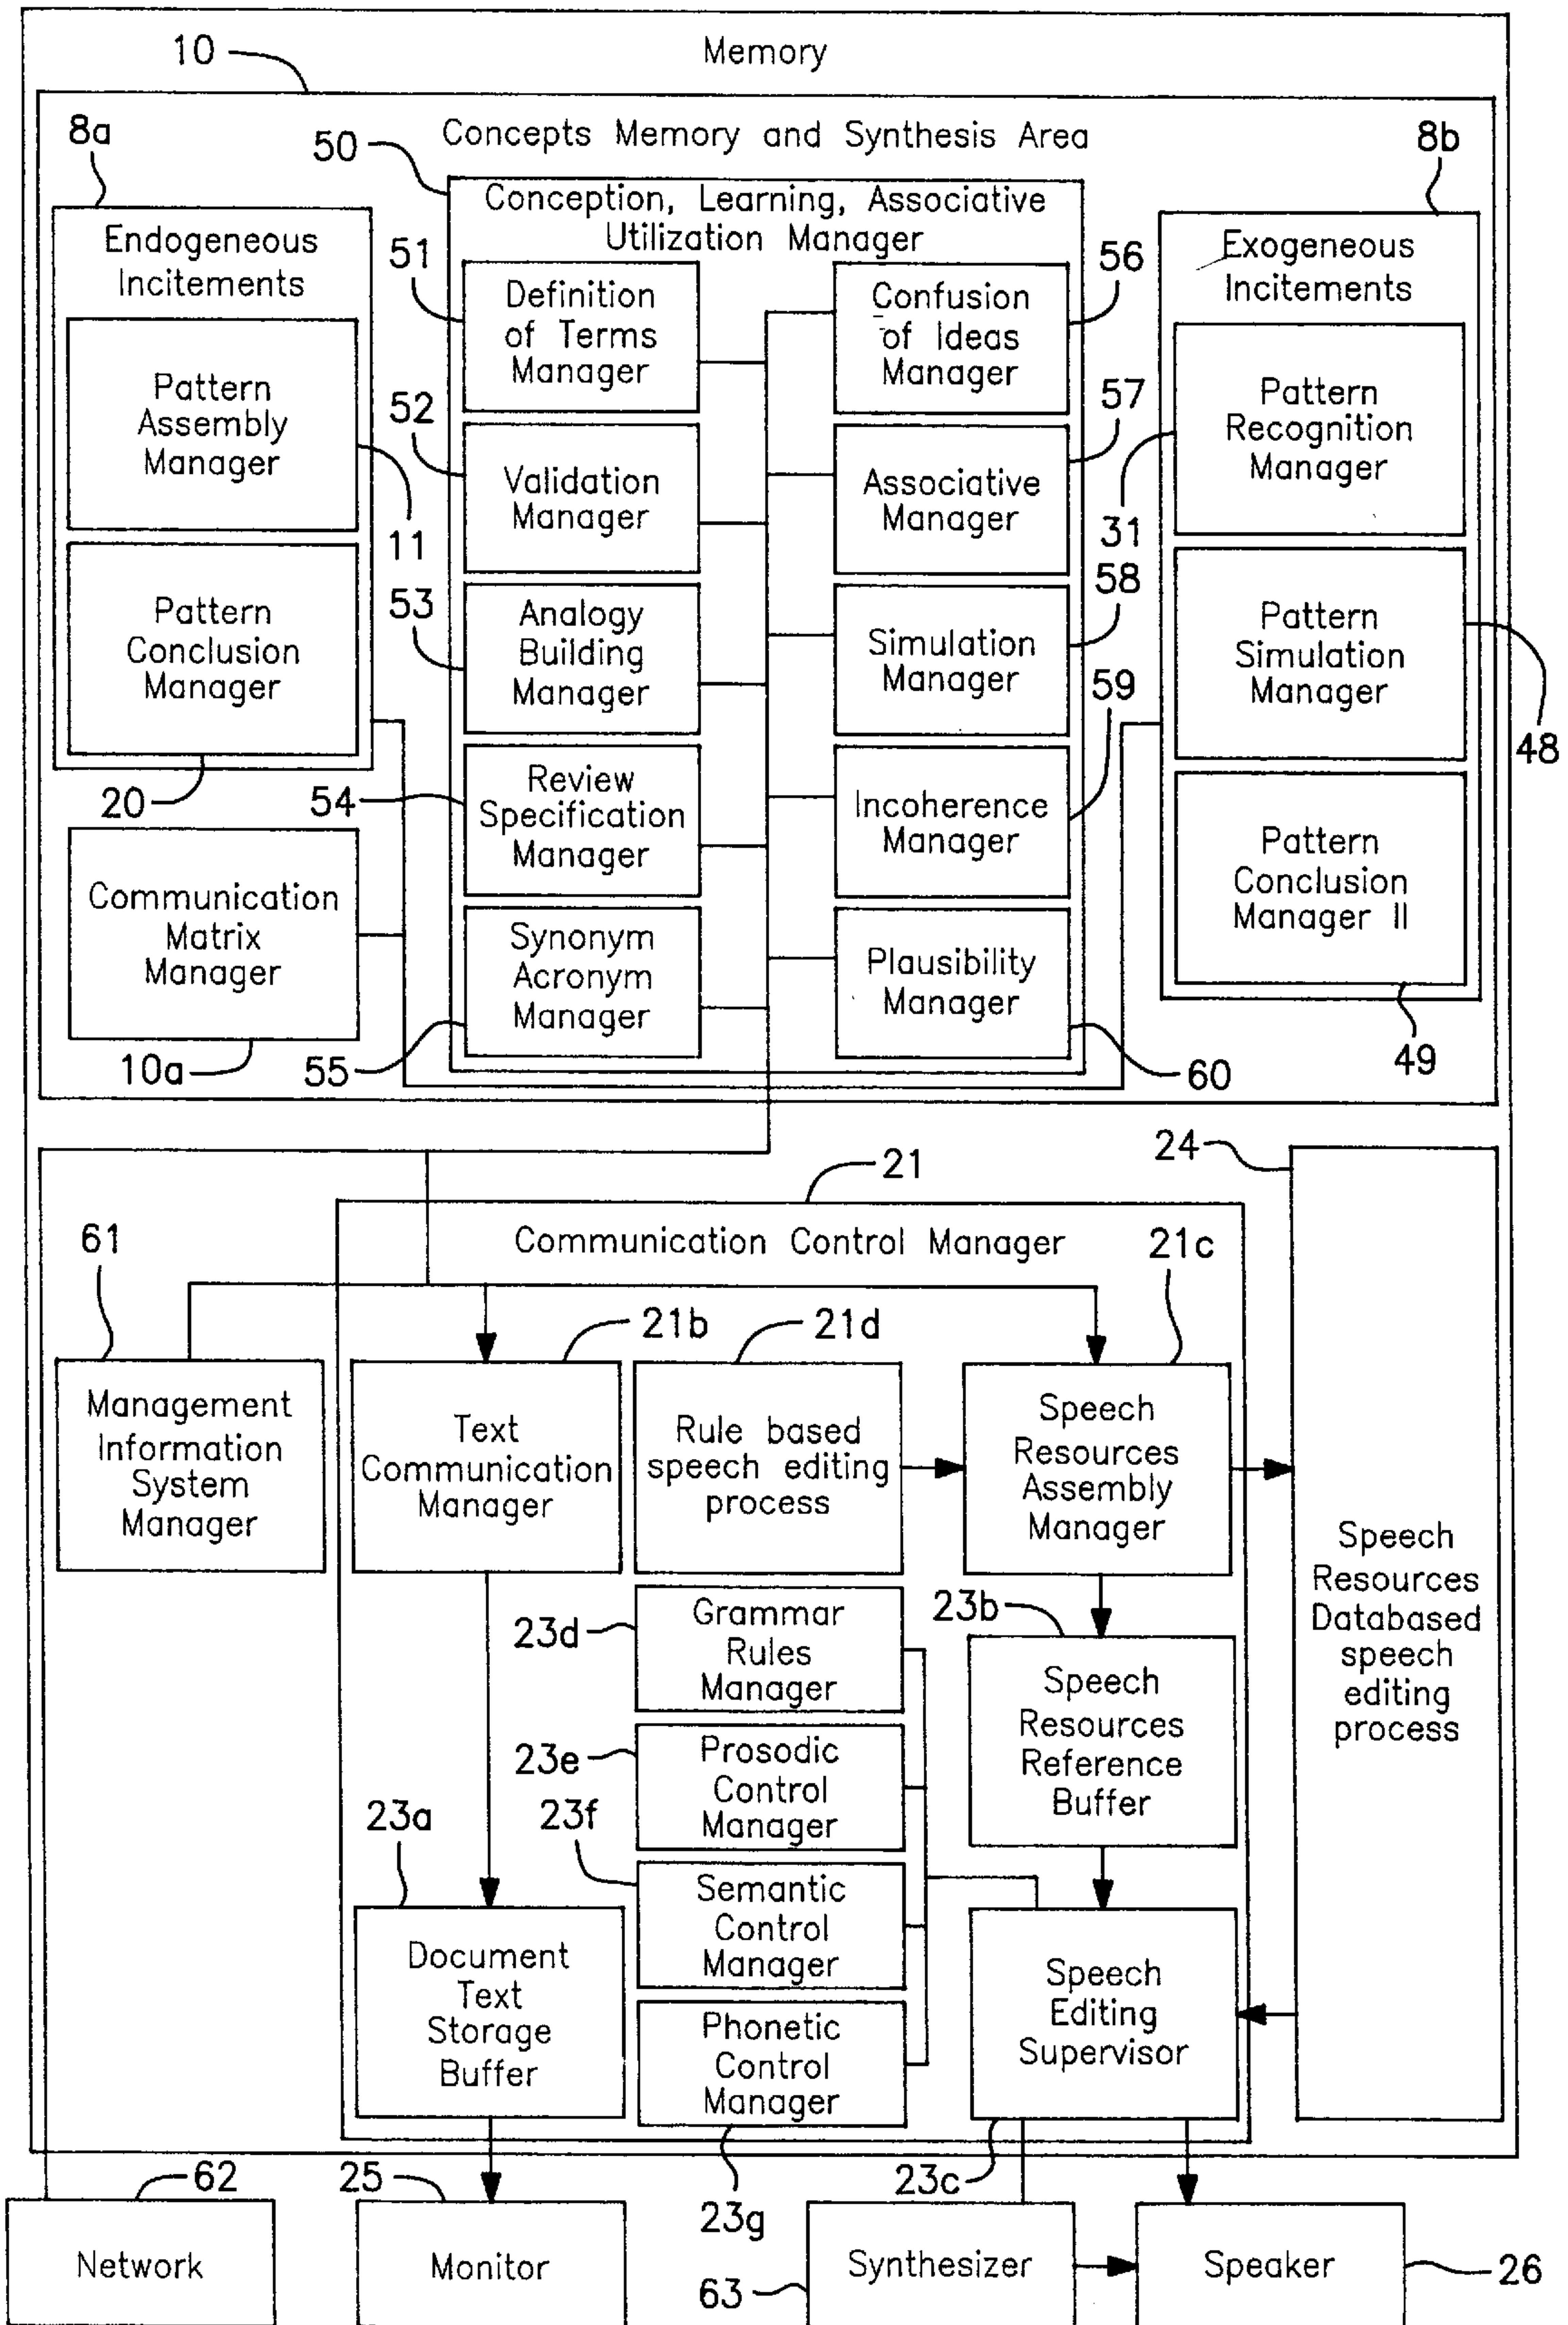 Memory
10
Concepts Memory and Synthesis Area
8a
50
8b
Endogeneous
Incitements
Pattern
Assembly
Manager
11
Pattern
Conclusion
Manager
20
Communication
Matrix
Manager
10a
Conception, Learning, Associative
Utilization Manager
51
Definition
of Terms
Manager
52
Validation
Manager
53
Analogy
Building
Manager
54
Review
Specification
Manager
55
Synonym
Acronym
Manager
56
Confusion
of Ideas
Manager
57
Associative
Manager
58
Simulation
Manager
59
Incoherence
Manager
60
Plausibility
Manager
Exogeneous
Incitements
Pattern
Recognition
Manager
31
Pattern
Simulation
Manager
48
Pattern
Conclusion
Manager II
49
21
24
61
Communication Control Manager
21c
21b
21d
Management
Information
System
Manager
Text
Communication
Manager
Rule based
speech editing
process
Speech
Resources
Assembly
Manager
Speech
Resources
Databased
speech
editing
process
23d
Grammar
Rules
Manager
23b
Speech
Resources
Reference
Buffer
23e
Prosodic
Control
Manager
23a
23f
Semantic
Control
Manager
Document
Text
Storage
Buffer
Phonetic
Control
Manager
Speech
Editing
Supervisor
62
25
23g
23c
Network
Monitor
63
Synthesizer
Speaker
26